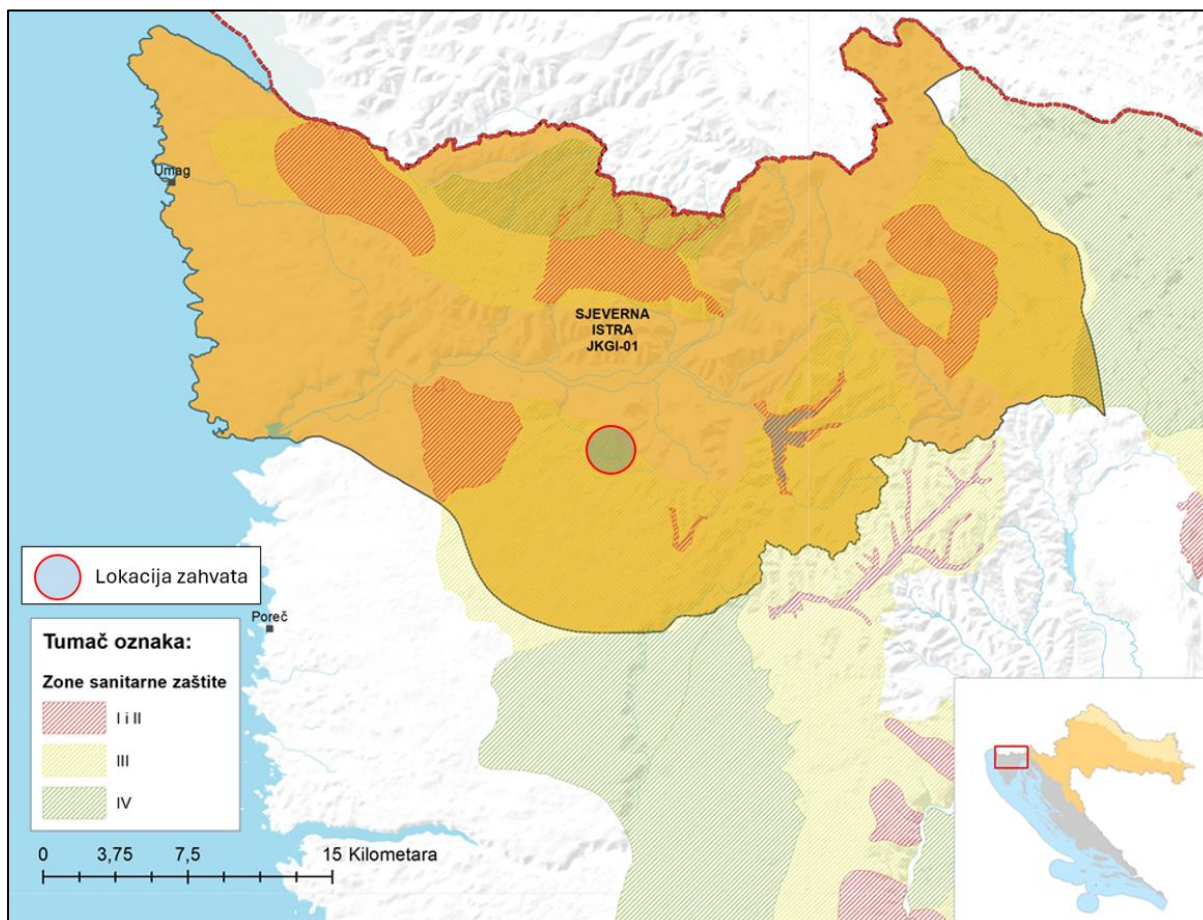 Umag
SJEVERNA
ISTRA
JKGI-01
Lokacija zahvata
Poreč
Tumač oznaka:
Zone sanitarne zaštite
I i II
III
IV
0 3,75 7,5 15 Kilometara